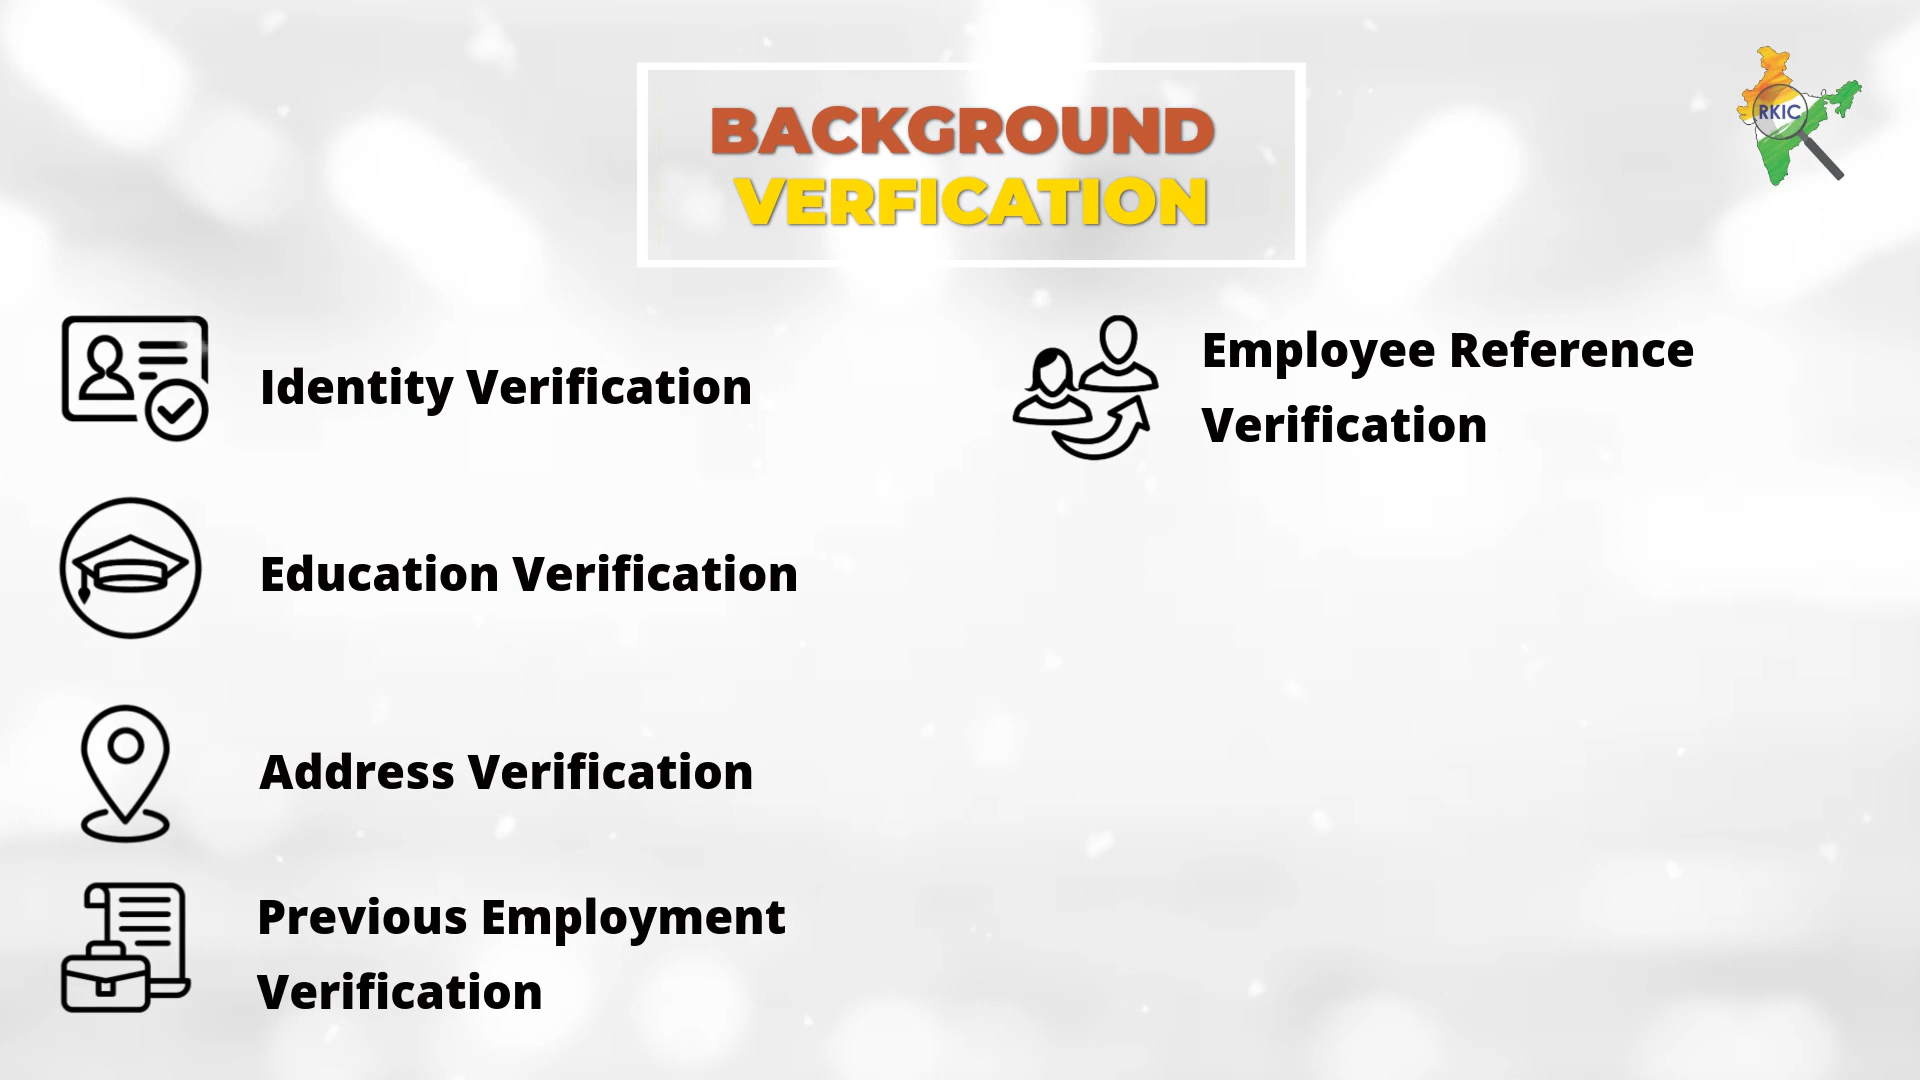 BACKGROUND
VERFICATION
RKIC
Identity Verification
Education Verification
Address Verification
Previous Employment
Verification
Employee Reference
Verification